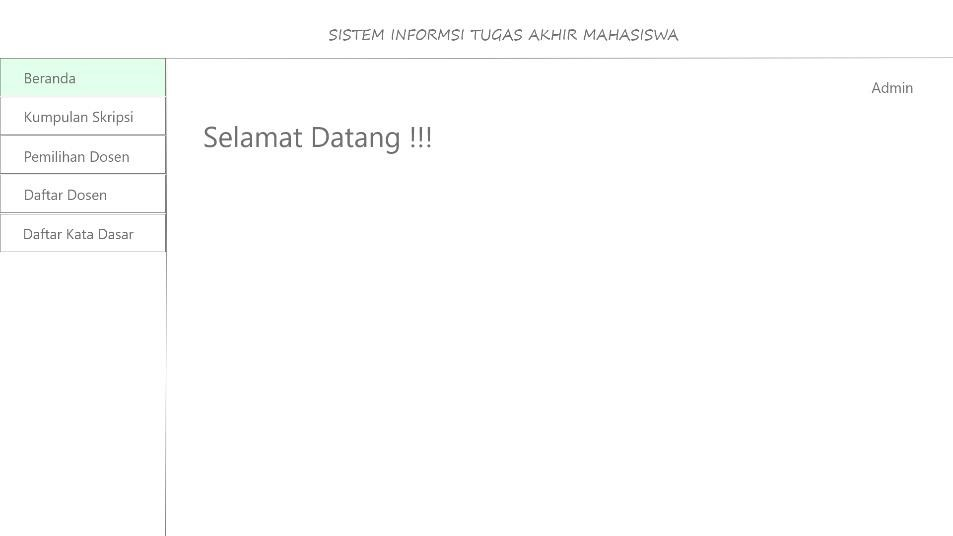 SISTEM INFORMSI TUGAS AKHIR MAHASISWA
Beranda
Kumpulan Skripsi
Pemilihan Dosen
Daftar Dosen
Daftar Kata Dasar
Admin
Selamat Datang !!!